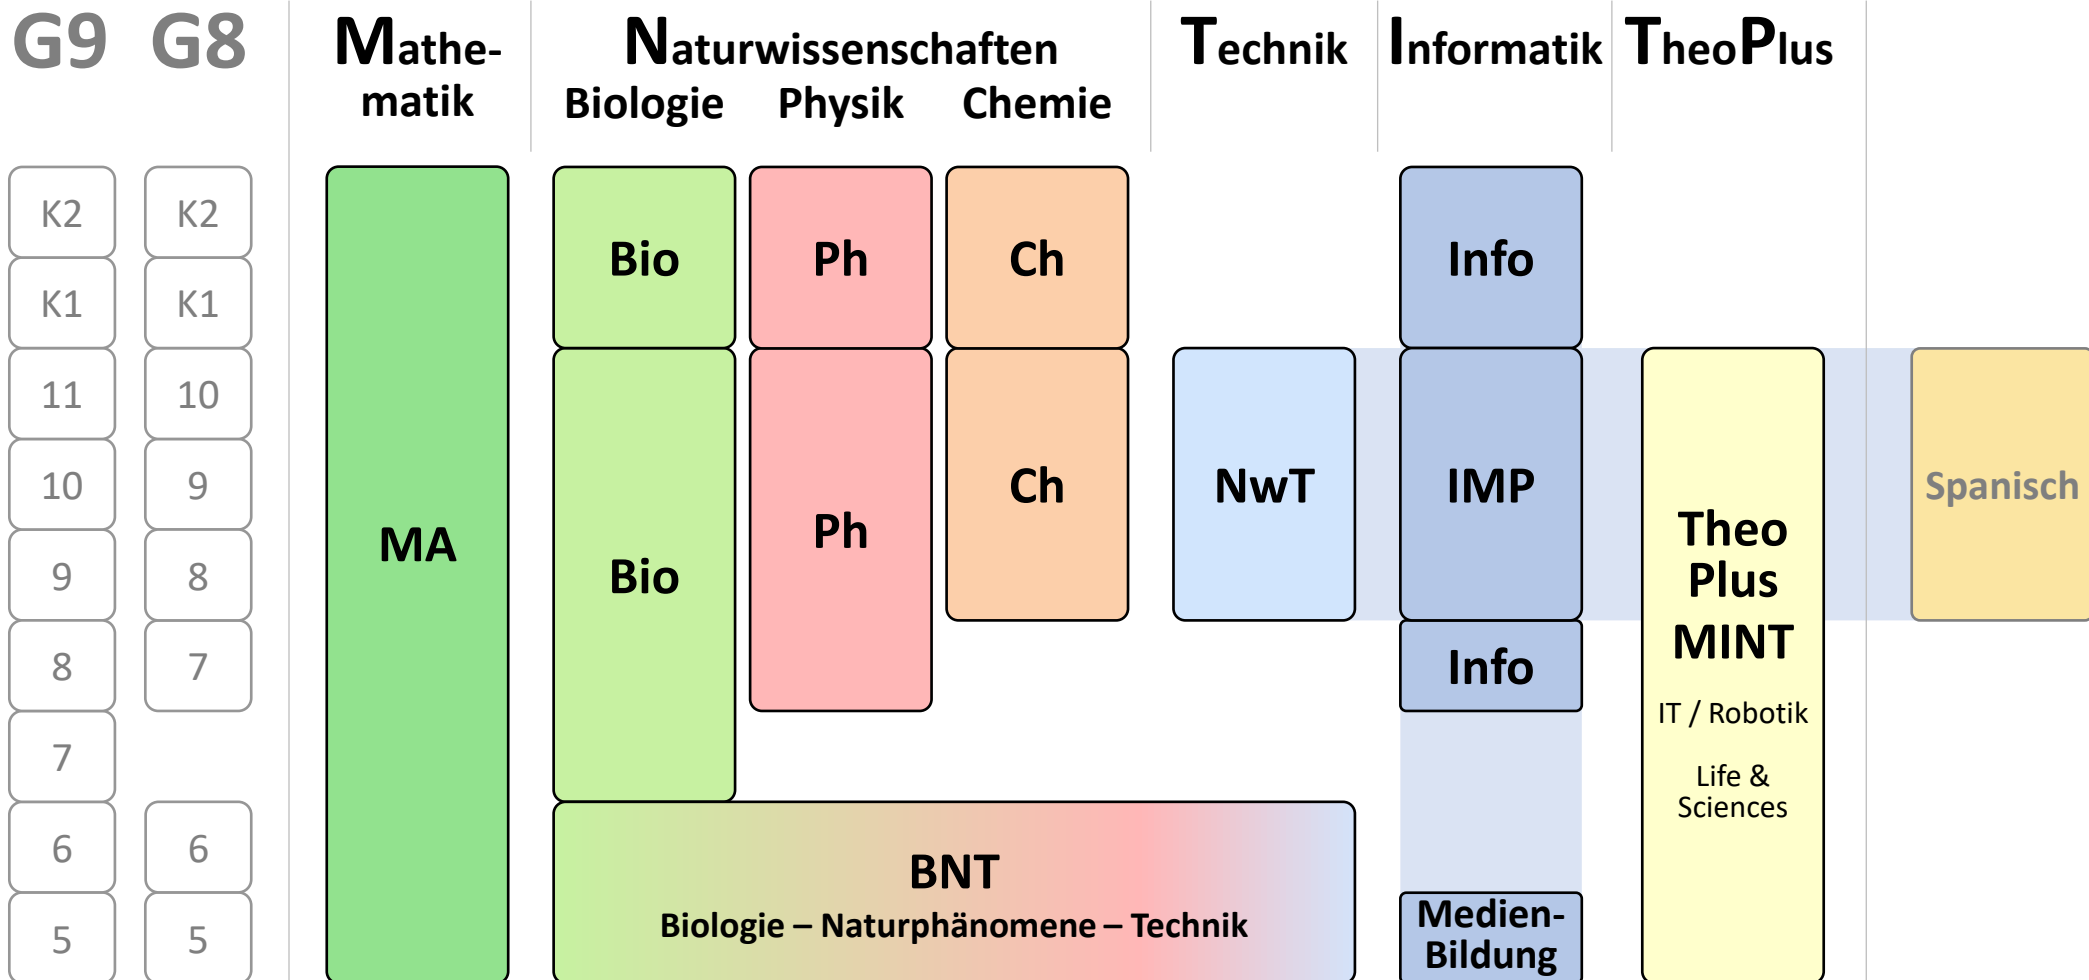 G9 G8 Mathe- Naturwissenschaften Technik Informatik TheoPlus
matik Biologie Physik Chemie
K2 K2
Bio Ph Ch Info
K1 K1
11 10
10 9 Ch NwT IMP Spanisch
MA Bio Ph
9 8
Theo
Plus
MINT
8 7 Info
IT / Robotik
7
Life &
Sciences
6 6
BNT
Biologie – Naturphänomene – Technik
5 5
Medien-
Bildung